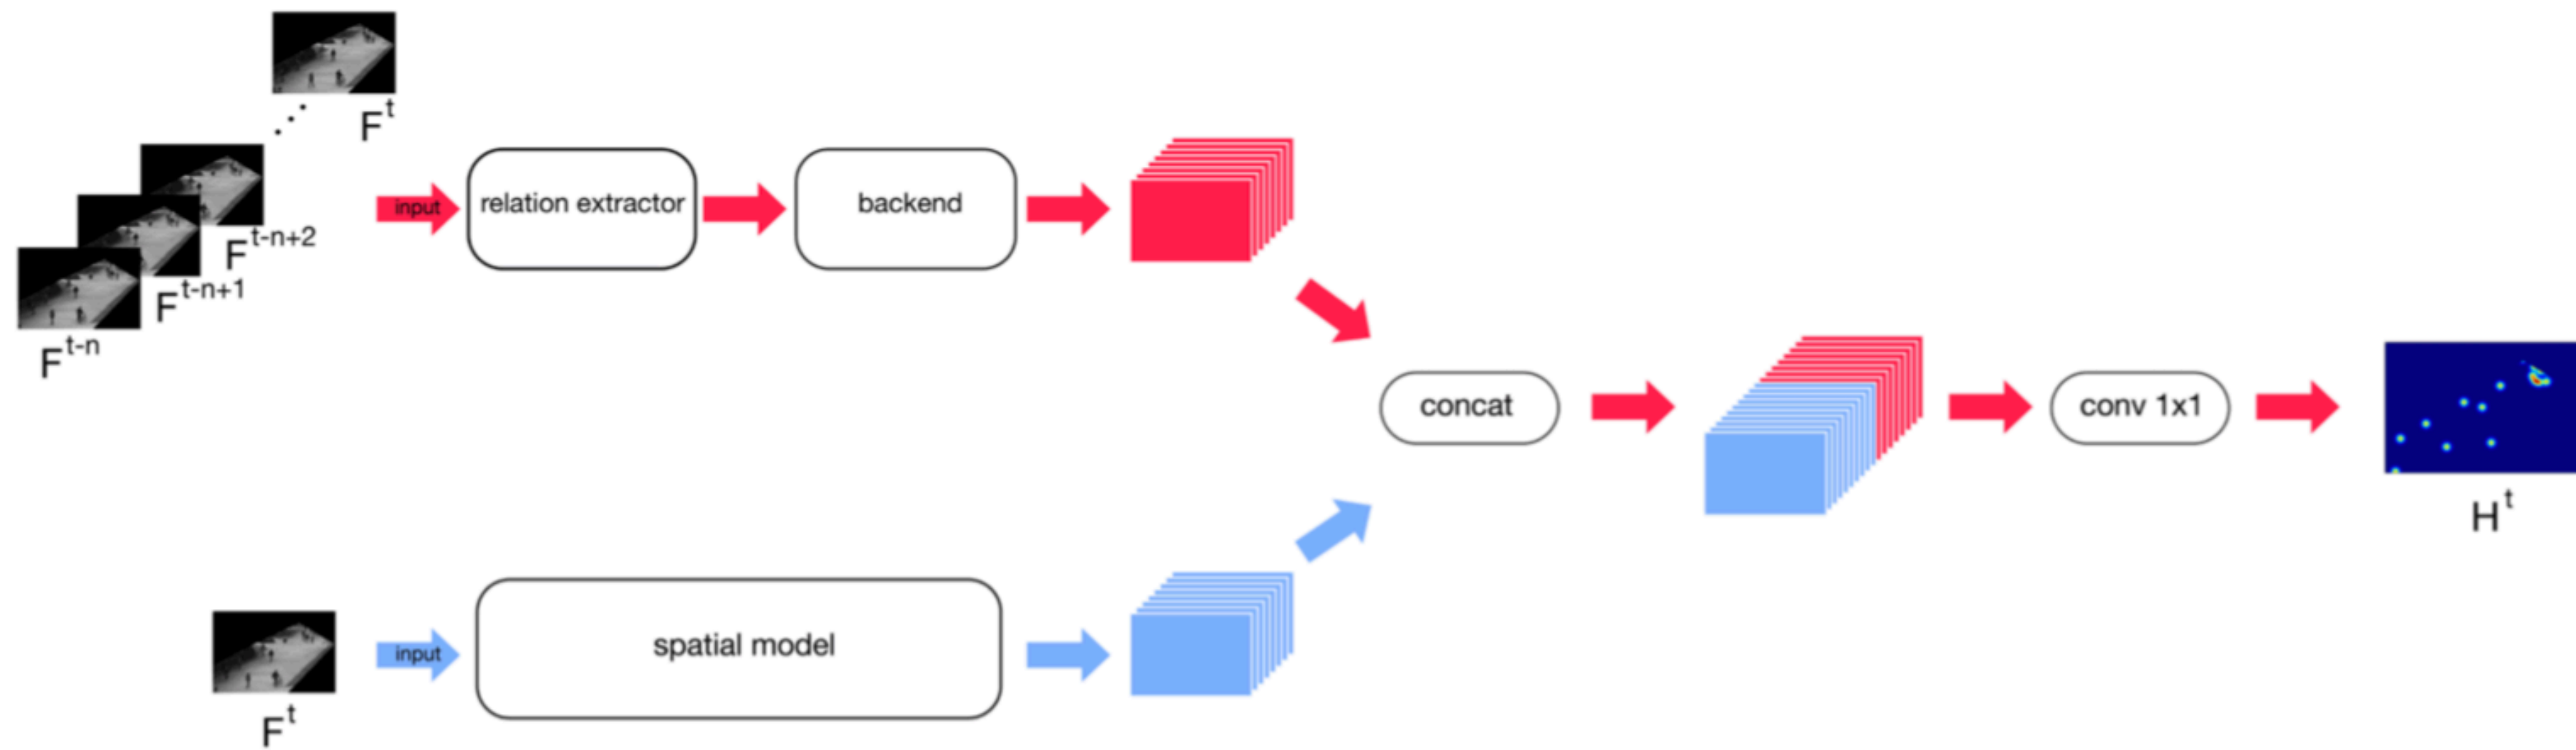 F^t
F^t-n+2
F^t-n+1
F^t-n
input
relation extractor
backend
concat
conv 1x1
H^t
input
spatial model
F^t